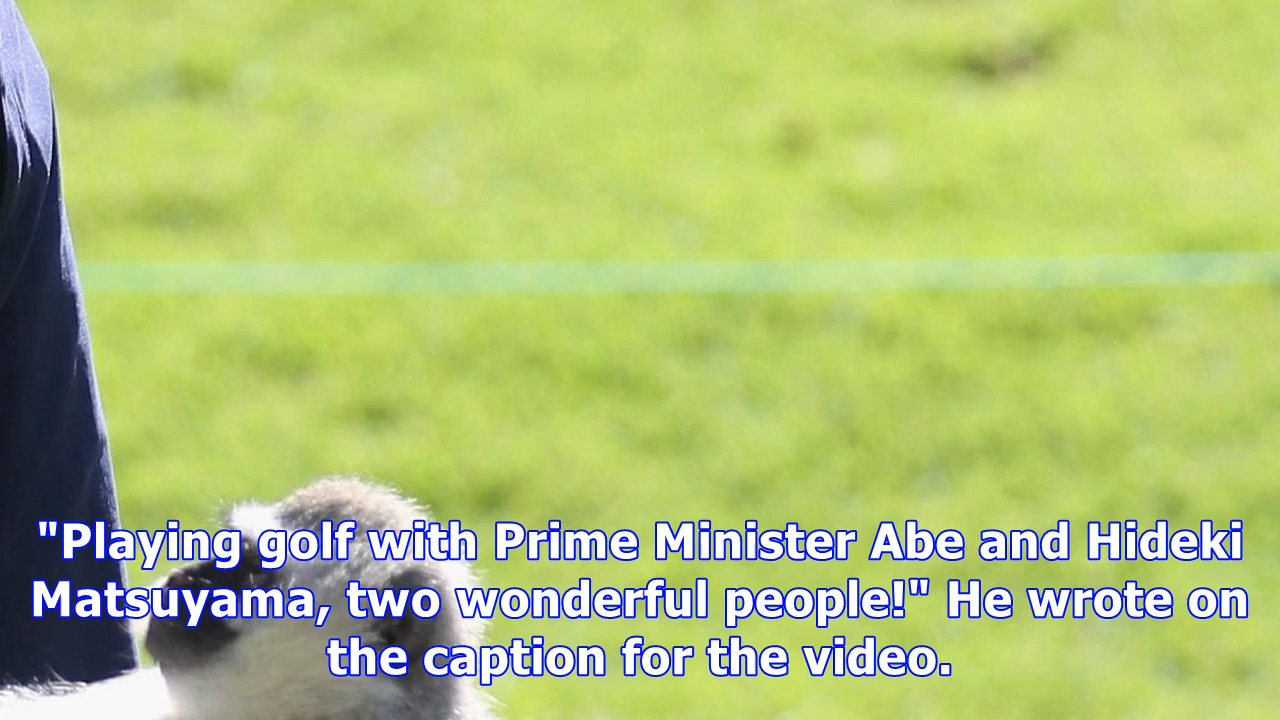 "Playing golf with Prime Minister Abe and Hideki
Matsuyama, two wonderful people!" He wrote on
the caption for the video.